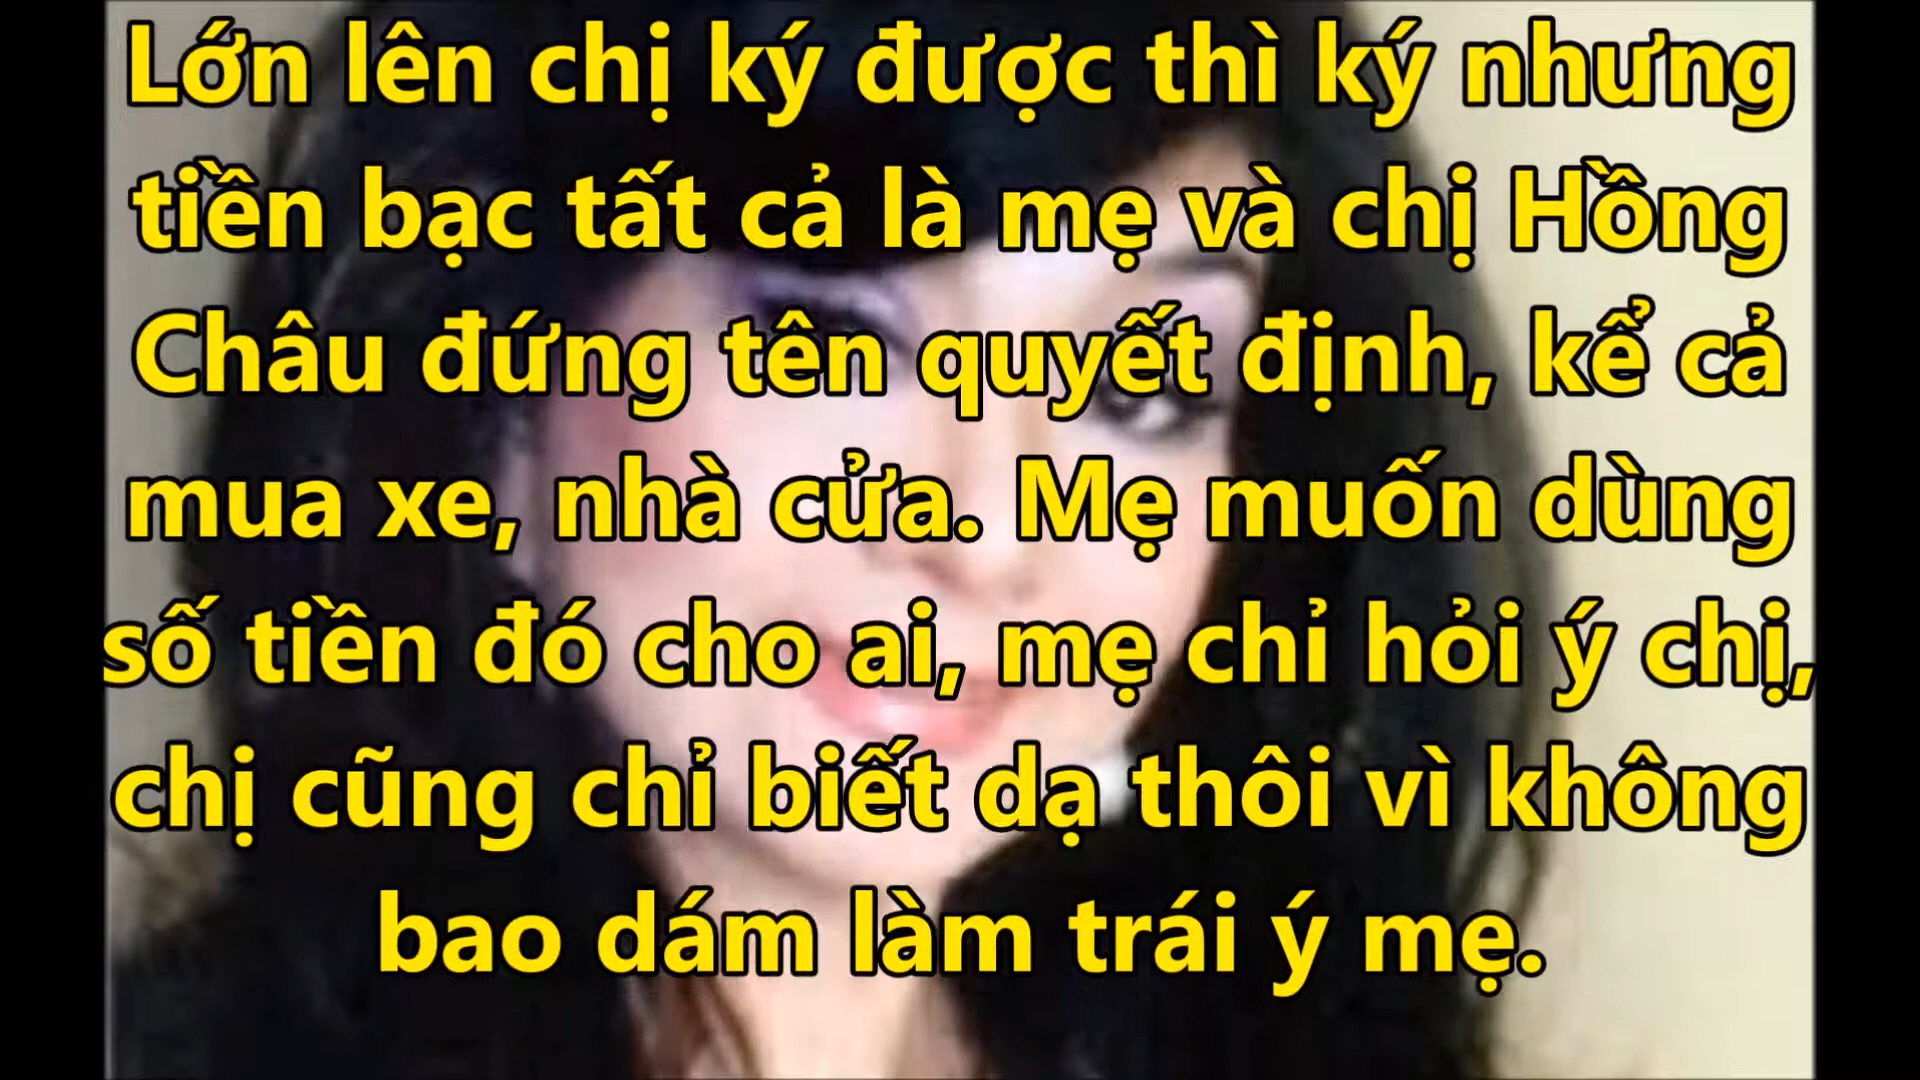 Lớn lên chị ký được thì ký nhưng
tiền bạc tất cả là mẹ và chị Hồng
Châu đứng tên quyết định, kể cả
mua xe, nhà cửa. Mẹ muốn dùng
số tiền đó cho ai, mẹ chỉ hỏi ý chị,
chị cũng chỉ biết dạ thôi vì không
bao dám làm trái ý mẹ.